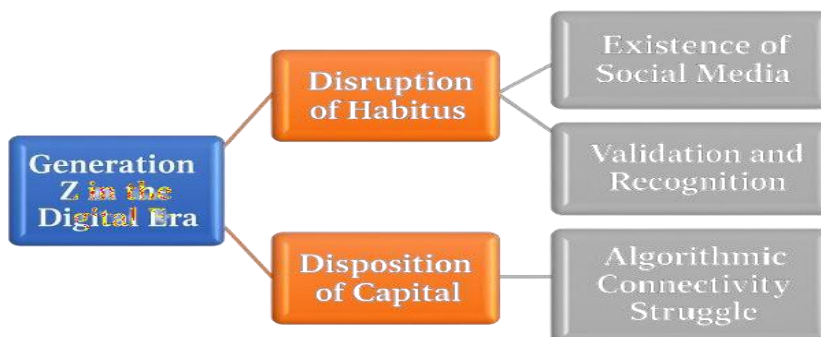 Generation
Z in the
Digital Era
Disruption
of Habitus
Disposition
of Capital
Existence of
Social Media
Validation and
Recognition
Algorithmic
Connectivity
Struggle